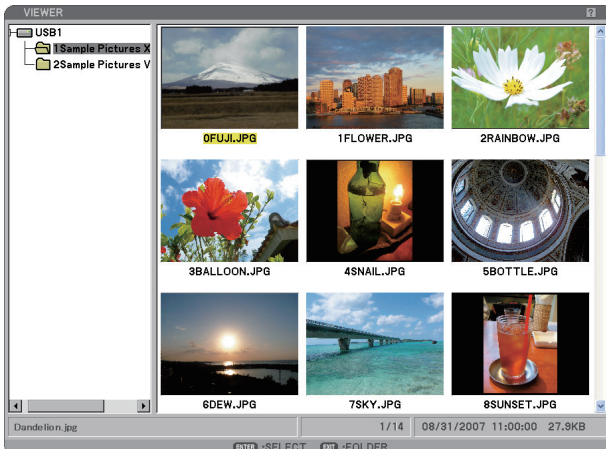 VIEWER ?
USB1
1Sample Pictures X
2Sample Pictures V
0FUJI.JPG 1FLOWER.JPG 2RAINBOW.JPG
3BALLOON.JPG 4SNAIL.JPG 5BOTTLE.JPG
6DEW.JPG 7SKY.JPG 8SUNSET.JPG
Dandelion.jpg 1/14 08/31/2007 11:00:00 27.9KB
ENTER :SELECT EXIT :FOLDER